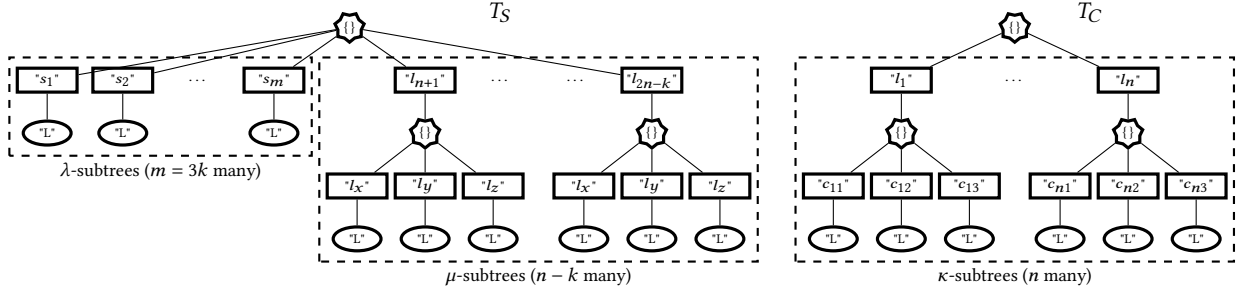 {} T_S {} T_C
"s_1" "s_2" ... "s_m" "l_{n+1}" ... ... "l_{2n−k}" "l_1" ... "l_n"
"L" "L" "L" {} {} {} {}
λ-subtrees (m = 3k many)
"l_x" "l_y" "l_z" "l_x" "l_y" "l_z" "c_{11}" "c_{12}" "c_{13}" "c_{n1}" "c_{n2}" "c_{n3}"
"L" "L" "L" "L" "L" "L" "L" "L" "L" "L" "L" "L"
μ-subtrees (n − k many) κ-subtrees (n many)